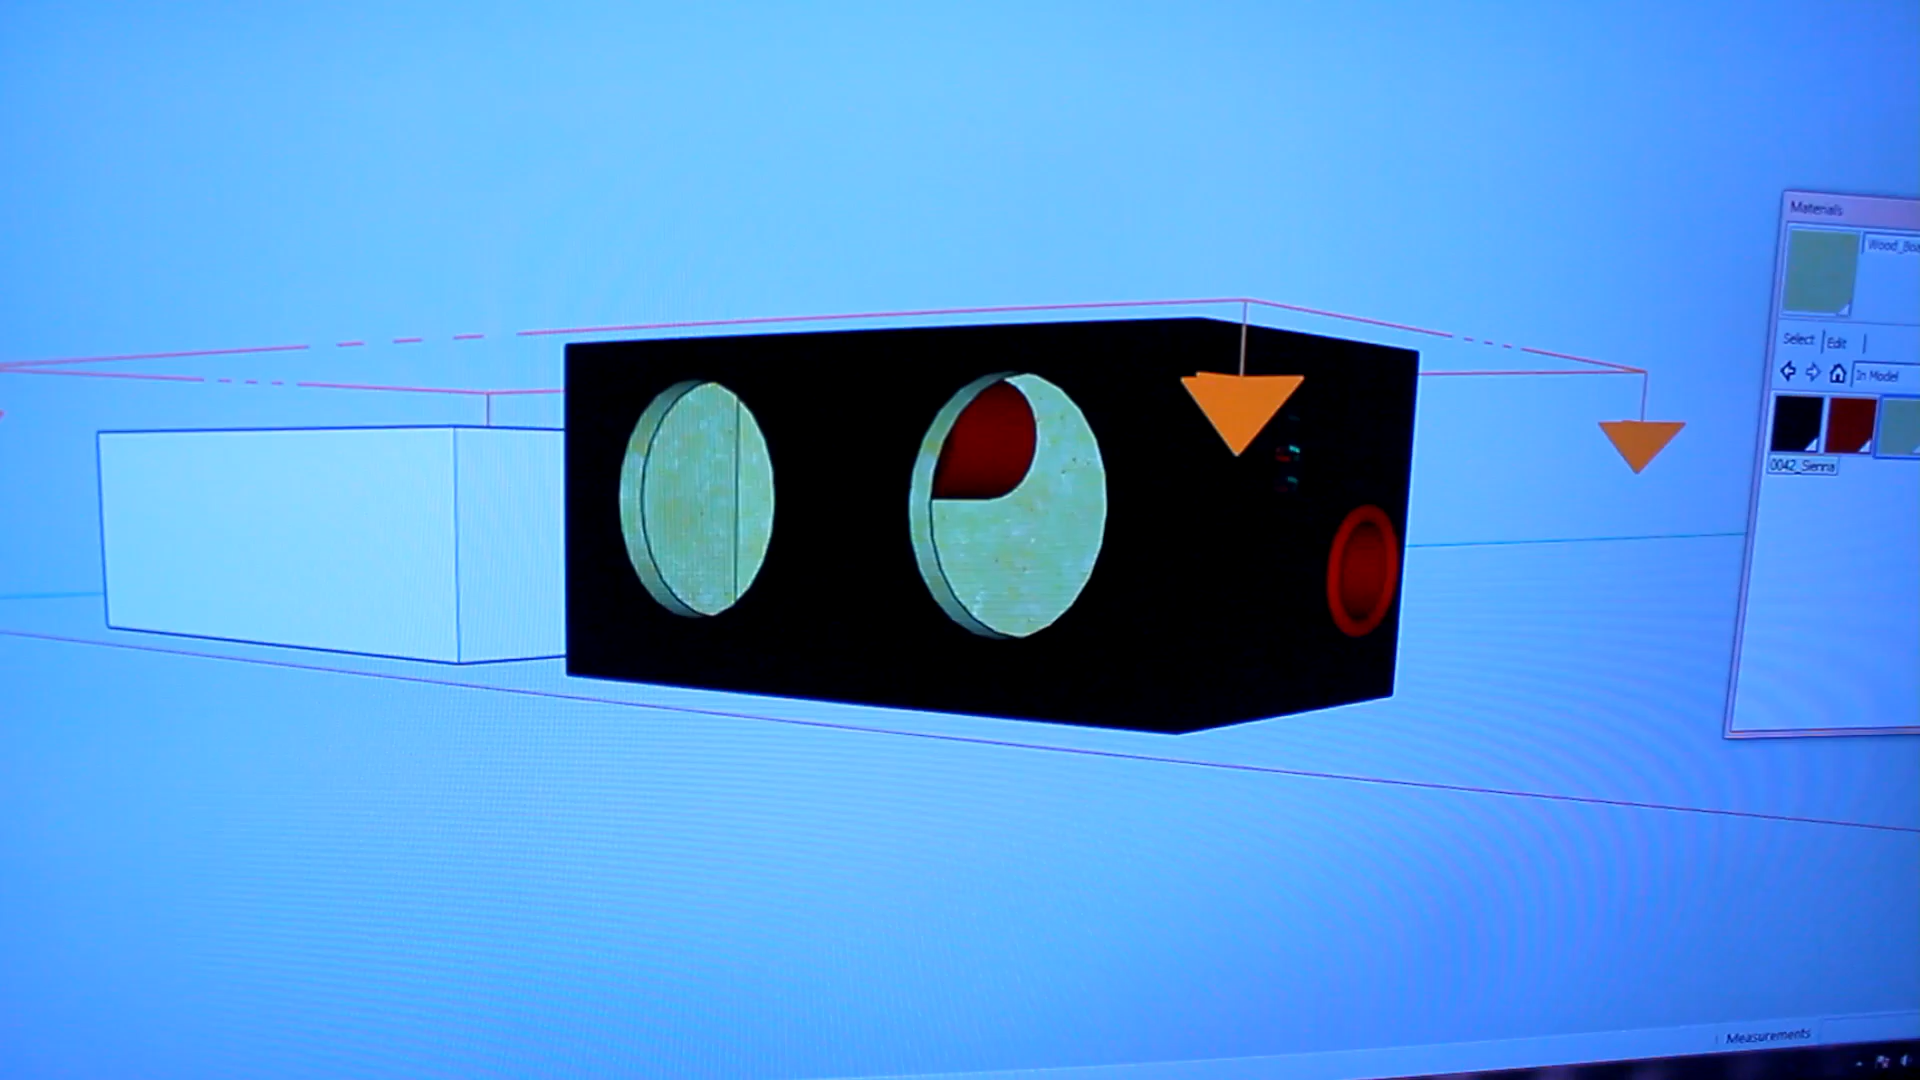 Materials
Wood_Boa
Select
Edit
In Model
0042_Sienna
Measurements